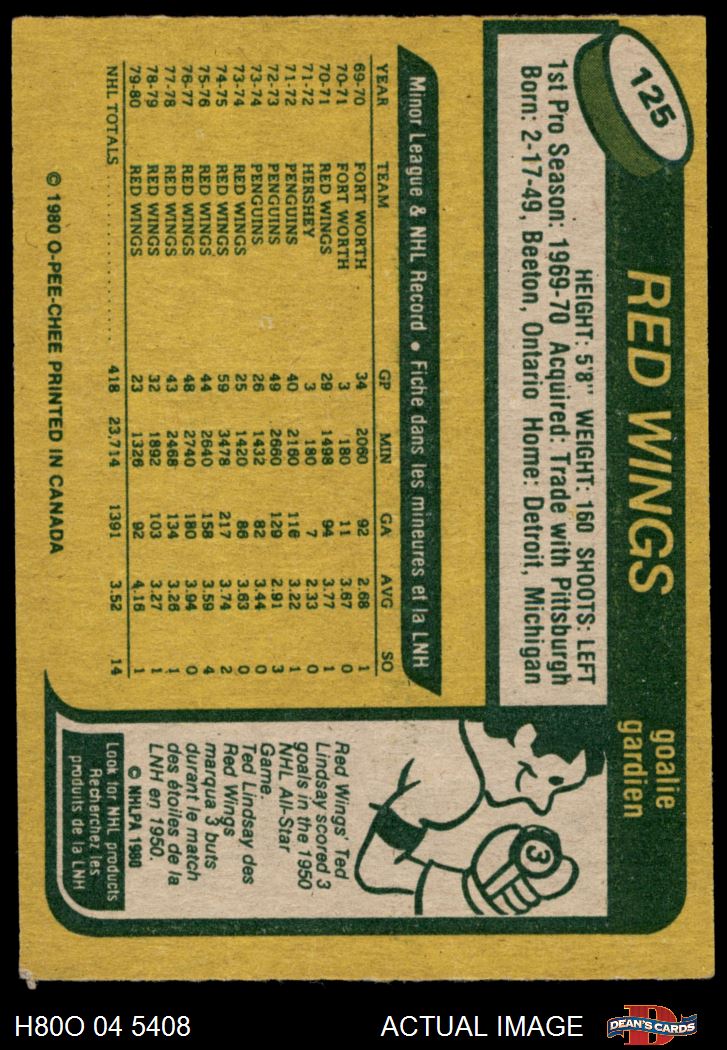 125
RED WINGS
goalie
gardien
HEIGHT: 5'8" WEIGHT: 160 SHOOTS: LEFT
1st Pro Season: 1969-70 Acquired: Trade with Pittsburgh
Born: 2-17-49, Beeton, Ontario Home: Detroit, Michigan
Minor League & NHL Record • Fiche dans les mineures et la LNH
YEAR TEAM GP MIN GA AVG SO
69-70 FORT WORTH 34 2060 92 2.68 1
70-71 FORT WORTH 3 180 11 3.67 0
70-71 RED WINGS 29 1498 94 3.77 1
71-72 HERSHEY 3 180 7 2.33 0
71-72 PENGUINS 40 2160 116 3.22 1
72-73 PENGUINS 49 2660 129 2.91 3
73-74 PENGUINS 26 1432 82 3.44 0
73-74 RED WINGS 25 1420 86 3.63 0
74-75 RED WINGS 59 3478 217 3.74 2
75-76 RED WINGS 44 2640 158 3.59 4
76-77 RED WINGS 48 2740 180 3.94 0
77-78 RED WINGS 43 2468 134 3.26 1
78-79 RED WINGS 32 1892 103 3.27 1
79-80 RED WINGS 23 1326 92 4.16 1
NHL TOTALS . . . . . . . . . . . . . . . . 418 23,714 1391 3.52 14
© 1980 O-PEE-CHEE PRINTED IN CANADA
3
Red Wings' Ted
Lindsay scored 3
goals in the 1950
NHL All-Star
Game.
Ted Lindsay des
Red Wings
marqua 3 buts
durant le match
des étoiles de la
LNH en 1950.
© NHLPA 1980
Look for NHL products
Recherchez les
produits de la LNH
H80O 04 5408
ACTUAL IMAGE
D
DEAN'S CARDS